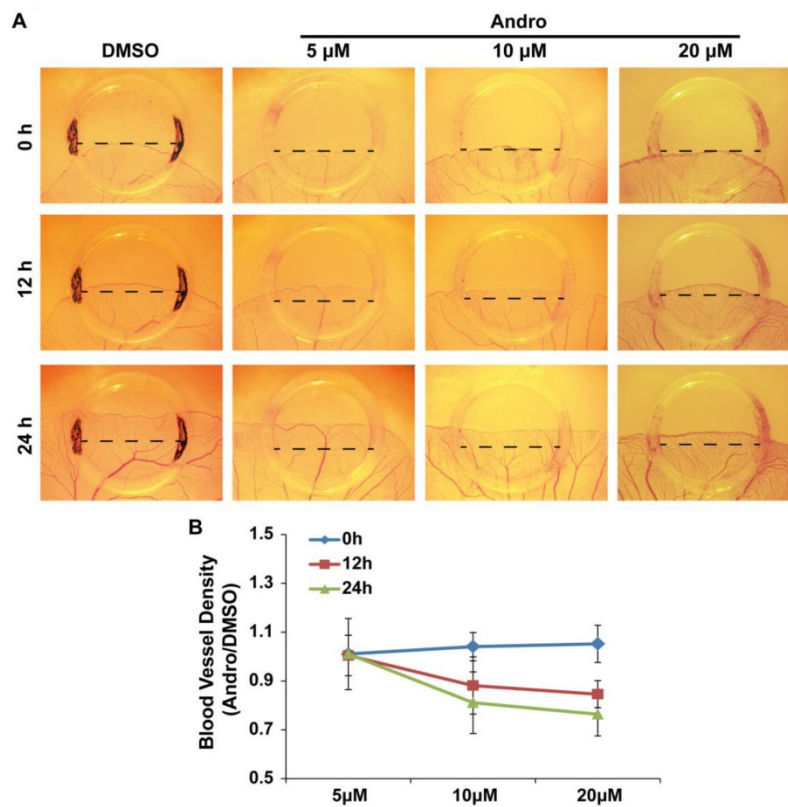 A
Andro
DMSO
5 µM
10 µM
20 µM
0 h
12 h
24 h
B
Blood Vessel Density
(Andro/DMSO)
1.5
1.3
1.1
0.9
0.7
0.5
0h
12h
24h
5µM
10µM
20µM